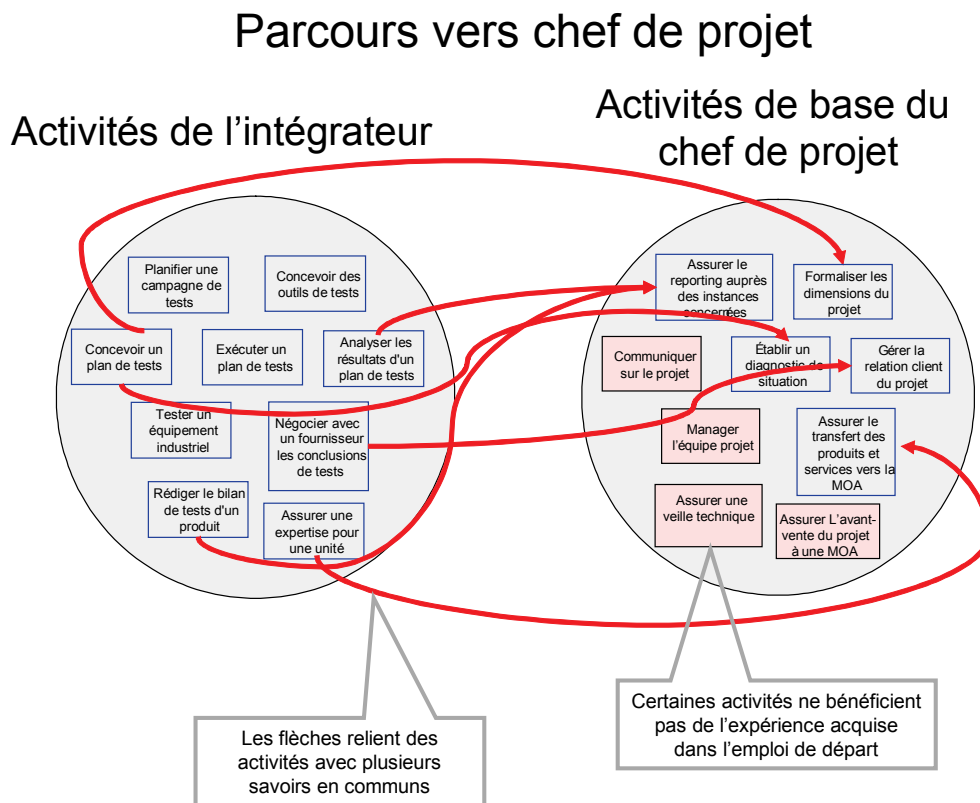 Parcours vers chef de projet
Activités de l'intégrateur
Activités de base du
chef de projet
Planifier une
campagne de
tests
Concevoir des
outils de tests
Concevoir un
plan de tests
Exécuter un
plan de tests
Analyser les
résultats d'un
plan de tests
Tester un
équipement
industriel
Négocier avec
un fournisseur
les conclusions
de tests
Rédiger le bilan
de tests d'un
produit
Assurer une
expertise pour
une unité
Assurer le
reporting auprès
des instances
concernées
Formaliser les
dimensions du
projet
Communiquer
sur le projet
Établir un
diagnostic de
situation
Gérer la
relation client
du projet
Manager
l'équipe projet
Assurer le
transfert des
produits et
services vers la
MOA
Assurer une
veille technique
Assurer L'avant-
vente du projet
à une MOA
Les flèches relient des
activités avec plusieurs
savoirs en communs
Certaines activités ne bénéficient
pas de l'expérience acquise
dans l'emploi de départ